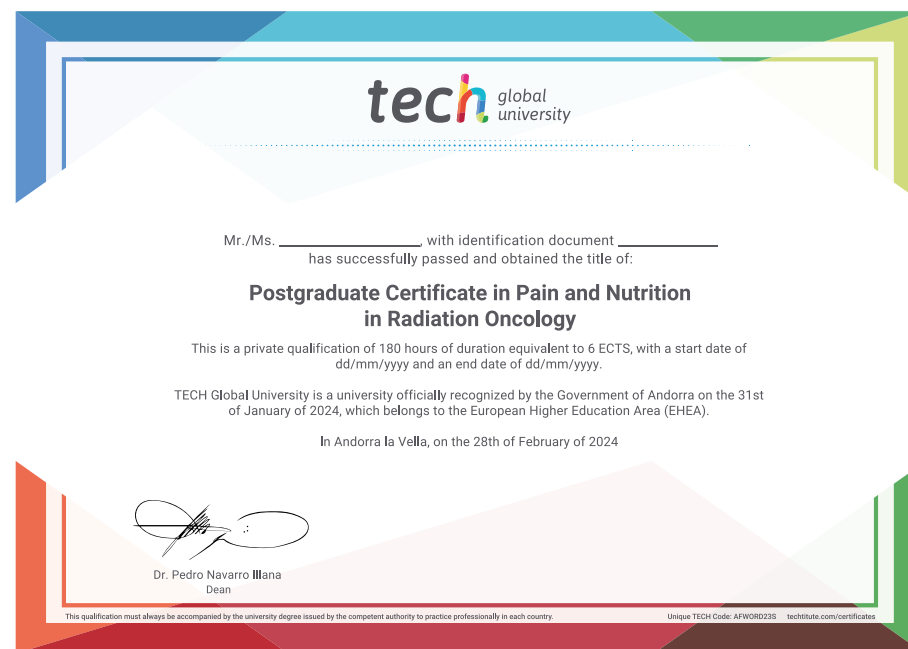 tech global university
Mr./Ms. ____________________, with identification document ______________
has successfully passed and obtained the title of:
Postgraduate Certificate in Pain and Nutrition
in Radiation Oncology
This is a private qualification of 180 hours of duration equivalent to 6 ECTS, with a start date of
dd/mm/yyyy and an end date of dd/mm/yyyy.
TECH Global University is a university officially recognized by the Government of Andorra on the 31st
of January of 2024, which belongs to the European Higher Education Area (EHEA).
In Andorra la Vella, on the 28th of February of 2024
Dr. Pedro Navarro Illana
Dean
This qualification must always be accompanied by the university degree issued by the competent authority to practice professionally in each country.
Unique TECH Code: AFWORD23S techtitute.com/certificates